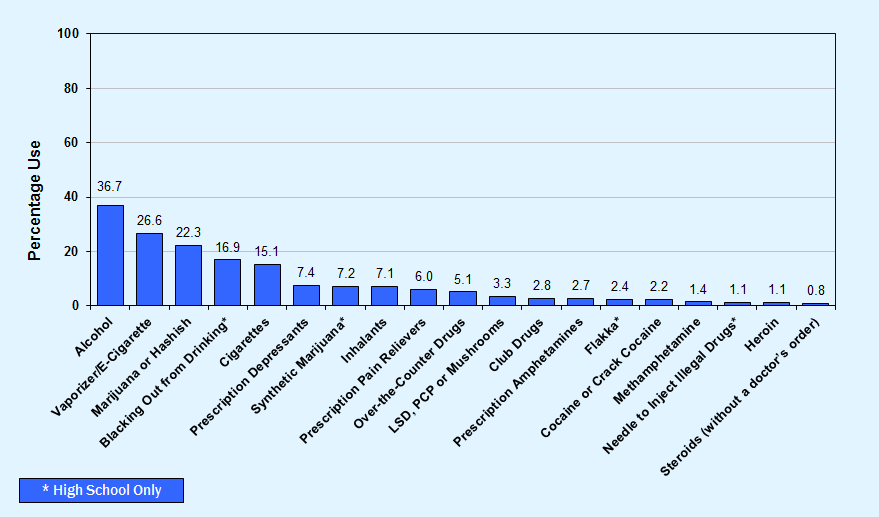 Percentage Use
100
80
60
40
20
0
36.7
26.6
22.3
16.9
15.1
7.4
7.2
7.1
6.0
5.1
3.3
2.8
2.7
2.4
2.2
1.4
1.1
1.1
0.8
Alcohol
Vaporizer/E-Cigarette
Marijuana or Hashish
Blacking Out from Drinking*
Cigarettes
Prescription Depressants
Synthetic Marijuana*
Inhalants
Prescription Pain Relievers
Over-the-Counter Drugs
LSD, PCP or Mushrooms
Club Drugs
Prescription Amphetamines
Flakka*
Cocaine or Crack Cocaine
Methamphetamine
Needle to Inject Illegal Drugs*
Heroin
Steroids (without a doctor's order)
* High School Only